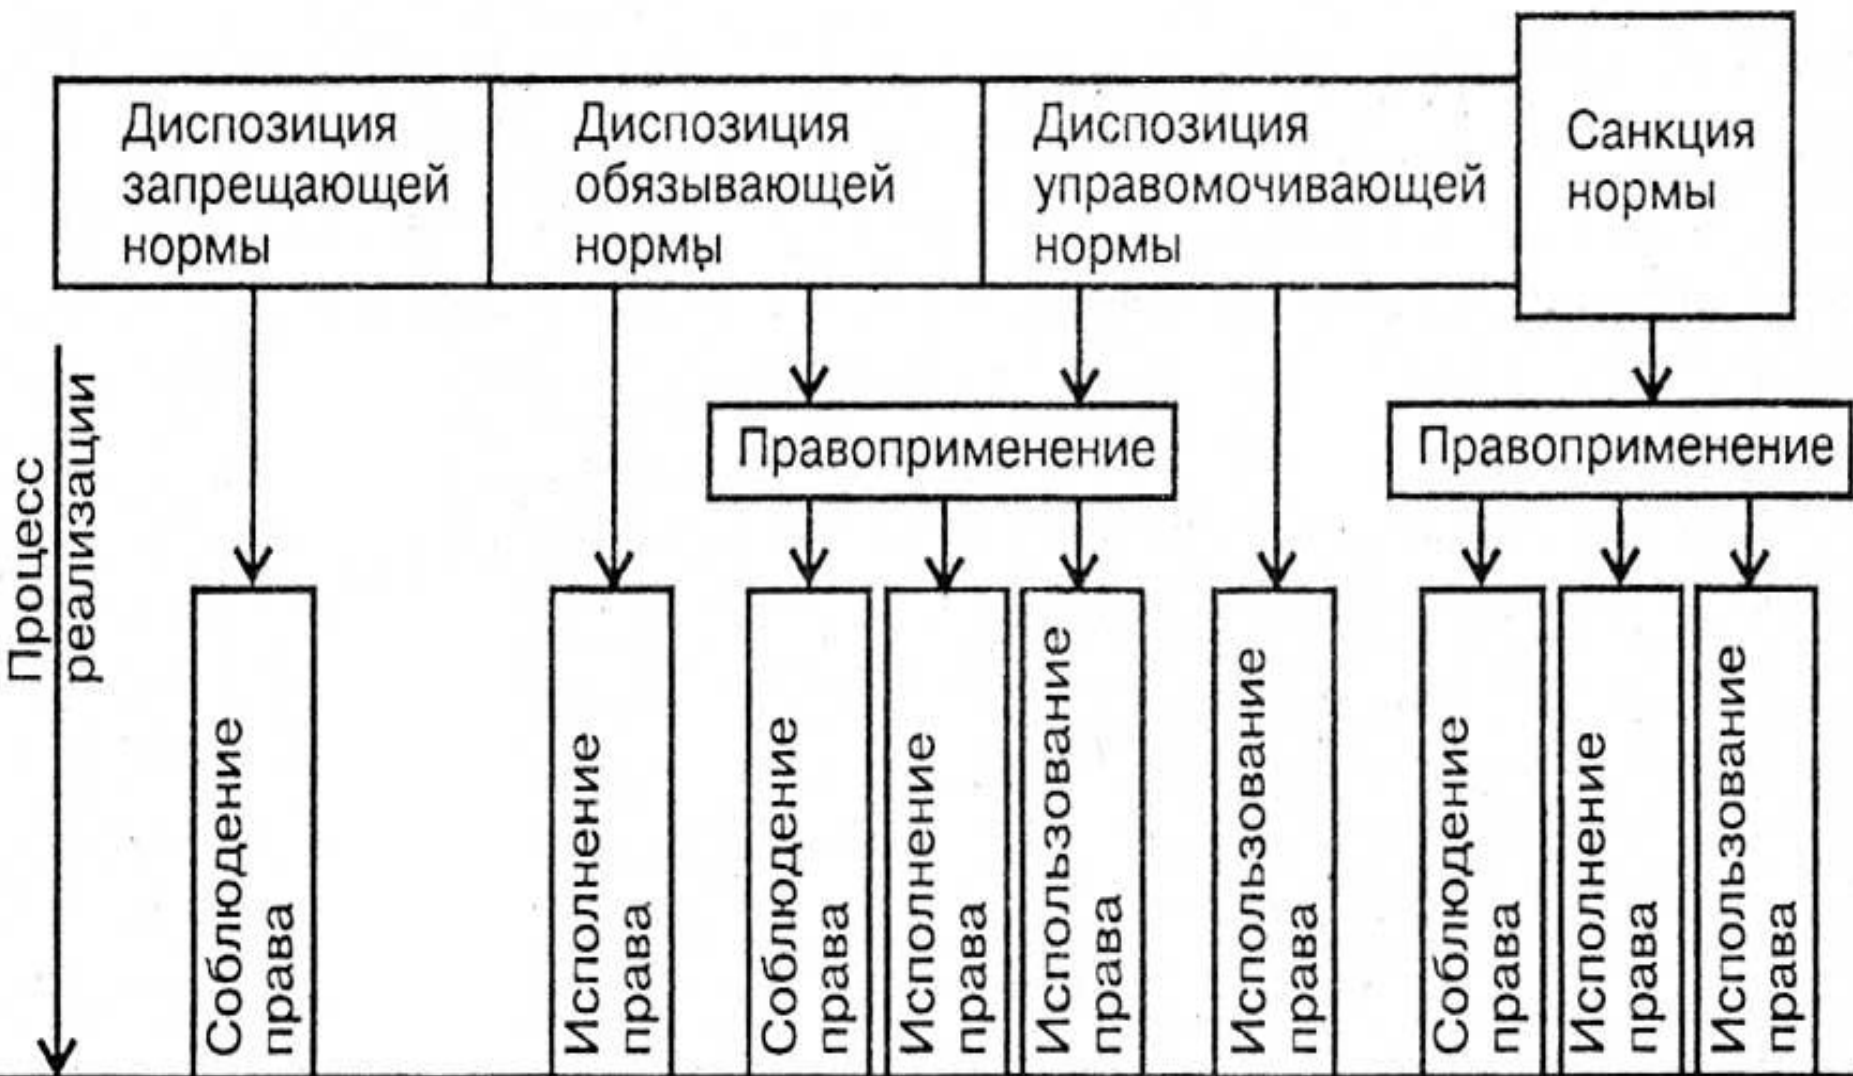 Диспозиция
запрещающей
нормы
Диспозиция
обязывающей
нормы
Диспозиция
управомочивающей
нормы
Санкция
нормы
Процесс
реализации
Правоприменение
Правоприменение
Соблюдение
права
Исполнение
права
Соблюдение
права
Исполнение
права
Использование
права
Использование
права
Соблюдение
права
Исполнение
права
Использование
права